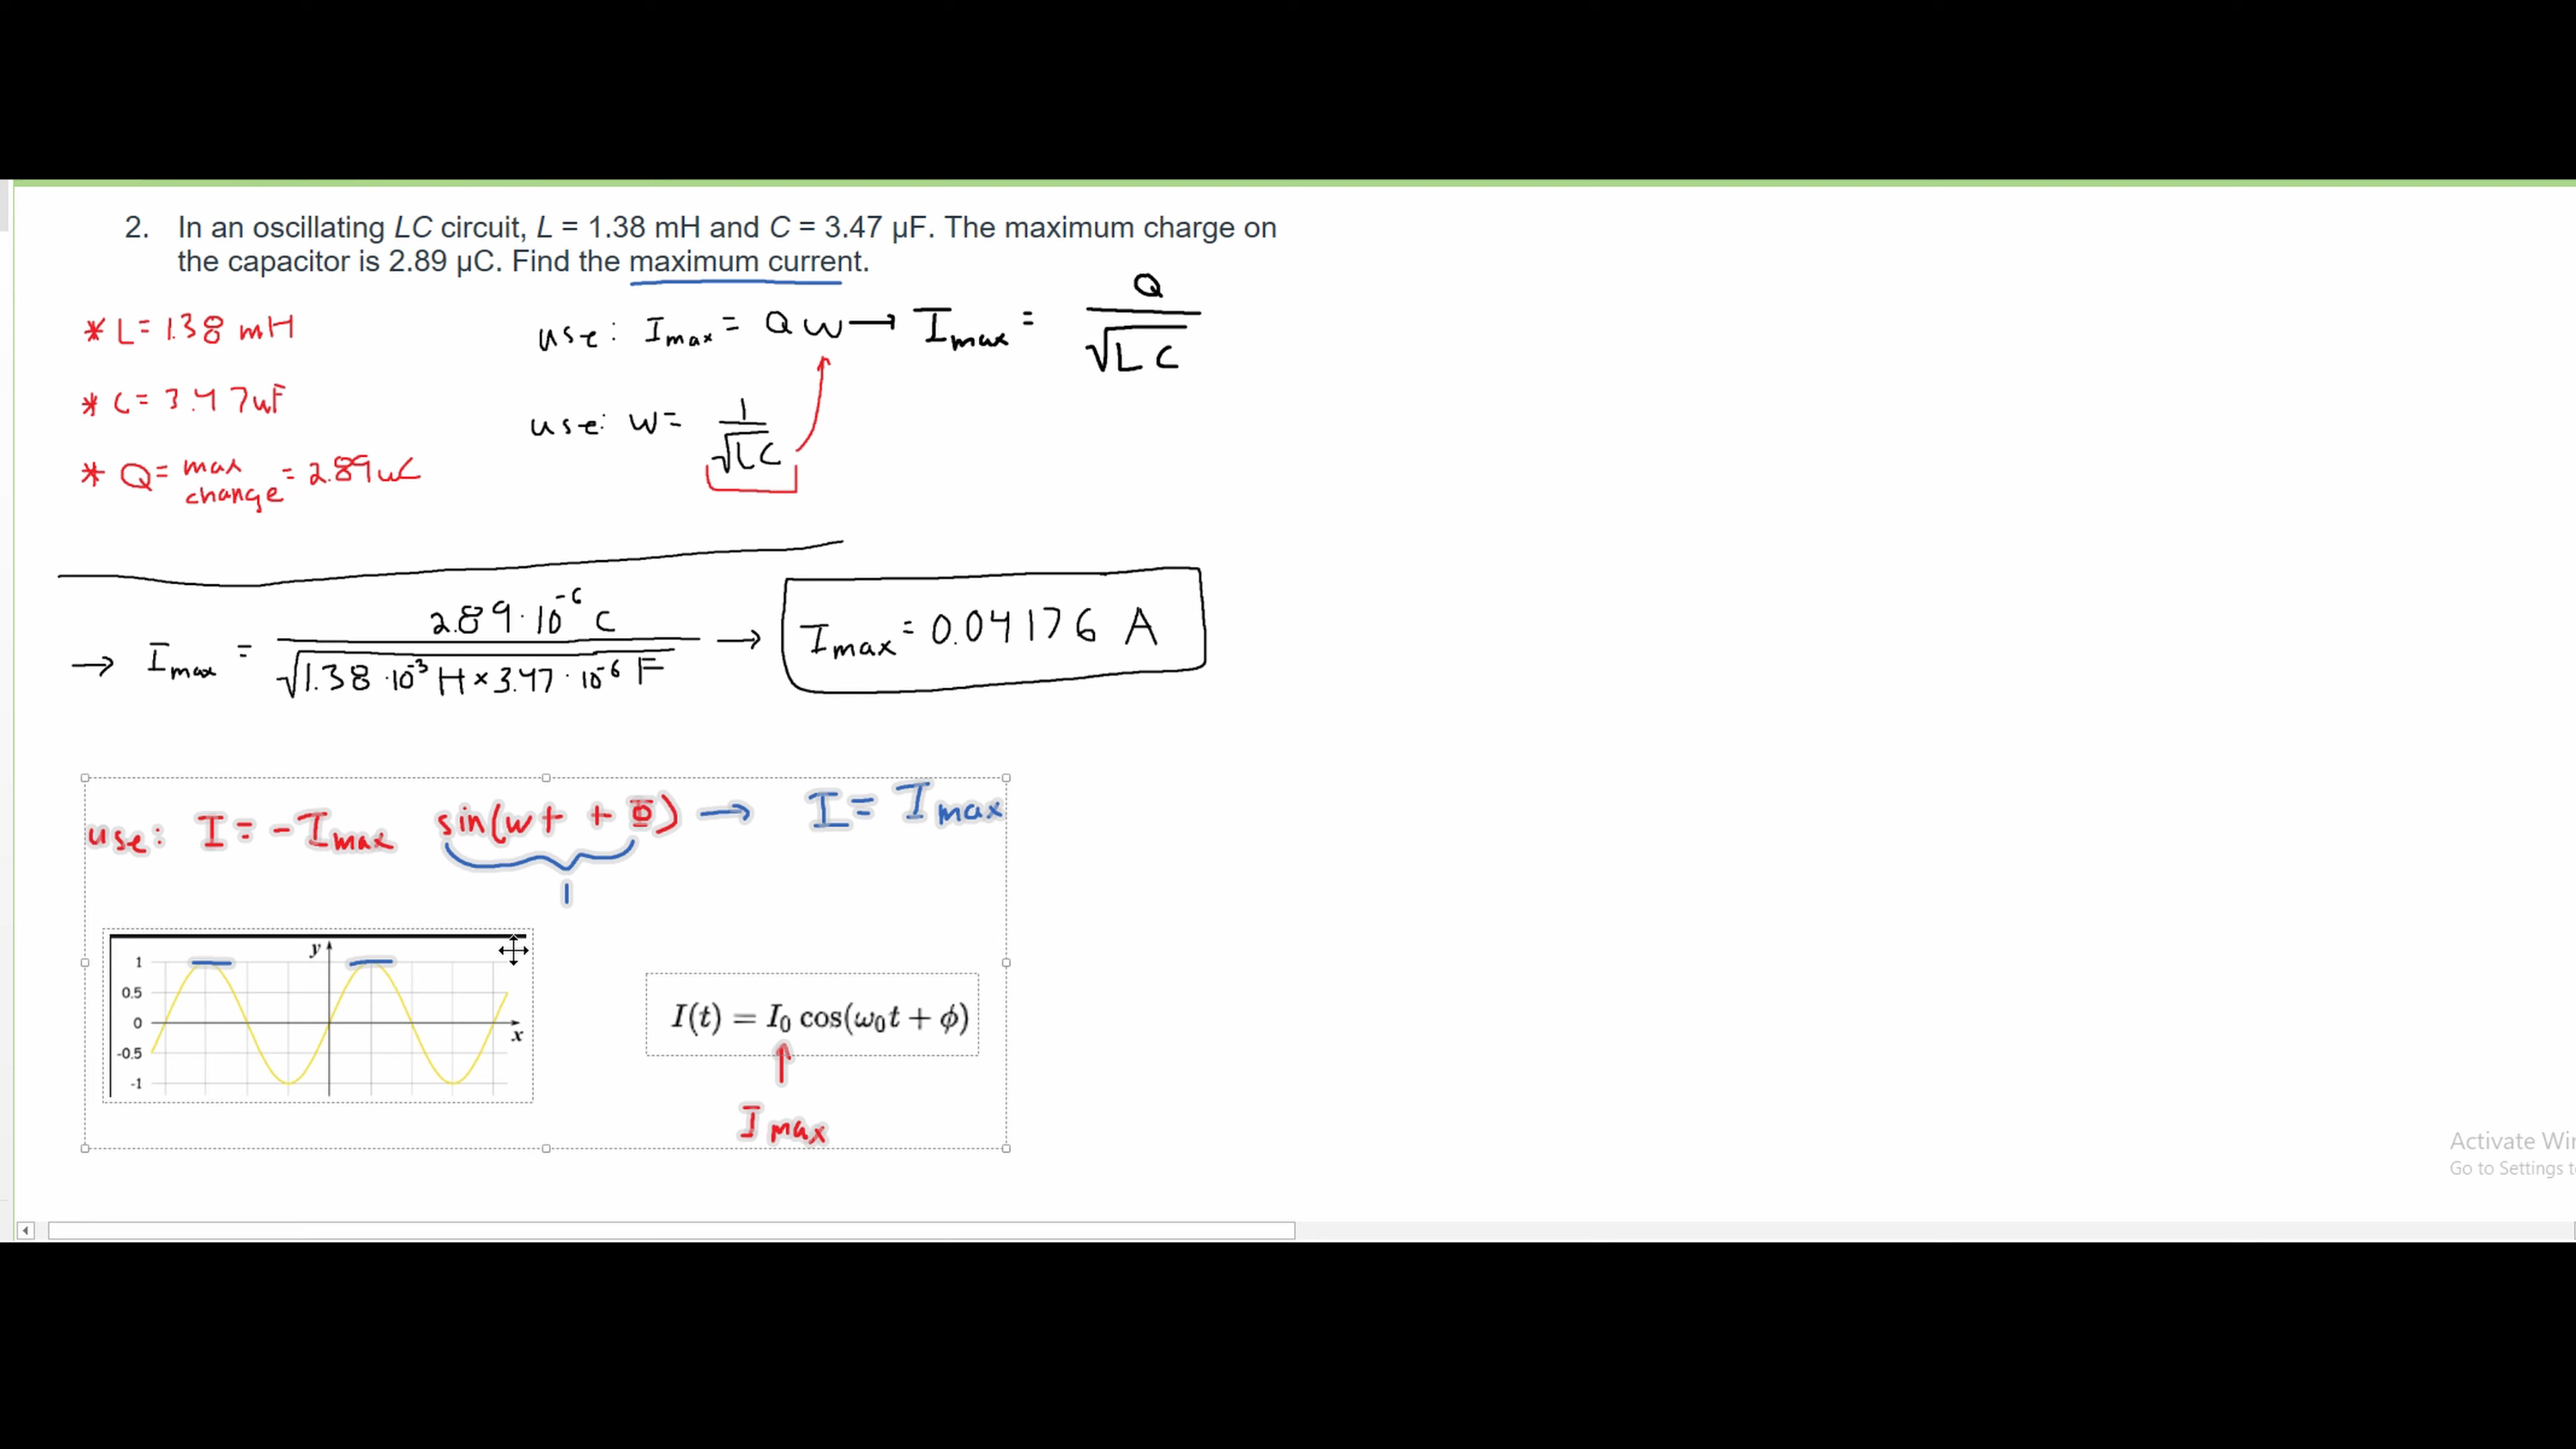 2. In an oscillating LC circuit, L = 1.38 mH and C = 3.47 µF. The maximum charge on
the capacitor is 2.89 µC. Find the maximum current.
* L = 1.38 mH
* C = 3.47 uF
* Q = max change = 2.89 uC
use: Imax = Q w → Imax = Q / √LC
use: w = 1 / √LC
→ Imax = 2.89·10^-6 C / √1.38·10^-3 H × 3.47·10^-6 F → Imax = 0.04176 A
use: I = -Imax sin(wt + Φ) → I = Imax
1
y
1
0.5
0
-0.5
-1
x
I(t) = I₀ cos(ω₀t + ϕ)
↑
Imax
Activate Win
Go to Settings t